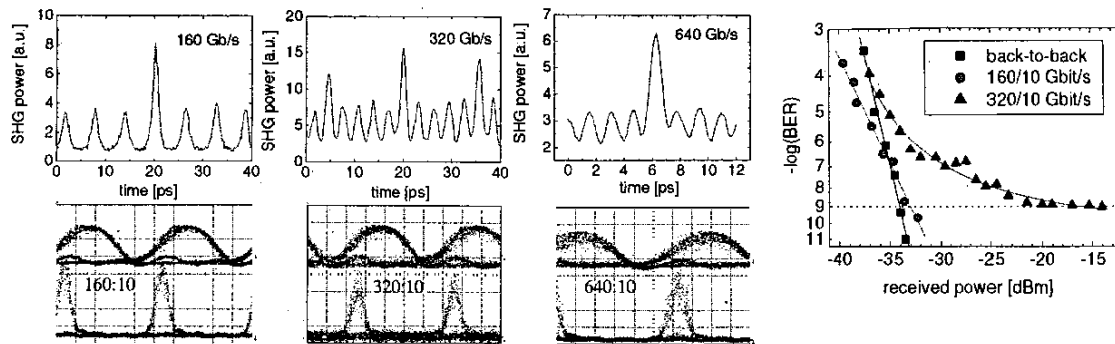 160 Gb/s
SHG power [a.u.]
8
6
4
2
0
0 10 20 30 40
time [ps]
320 Gb/s
SHG power [a.u.]
20
15
10
5
0
0 10 20 30 40
time [ps]
640 Gb/s
SHG power [a.u.]
7
6
5
4
3
2
0 2 4 6 8 10 12
time [ps]
160:10
320:10
640:10
-log(BER)
3
4
5
6
7
8
9
10
11
back-to-back
160/10 Gbit/s
320/10 Gbit/s
-40 -35 -30 -25 -20 -15
received power [dBm]